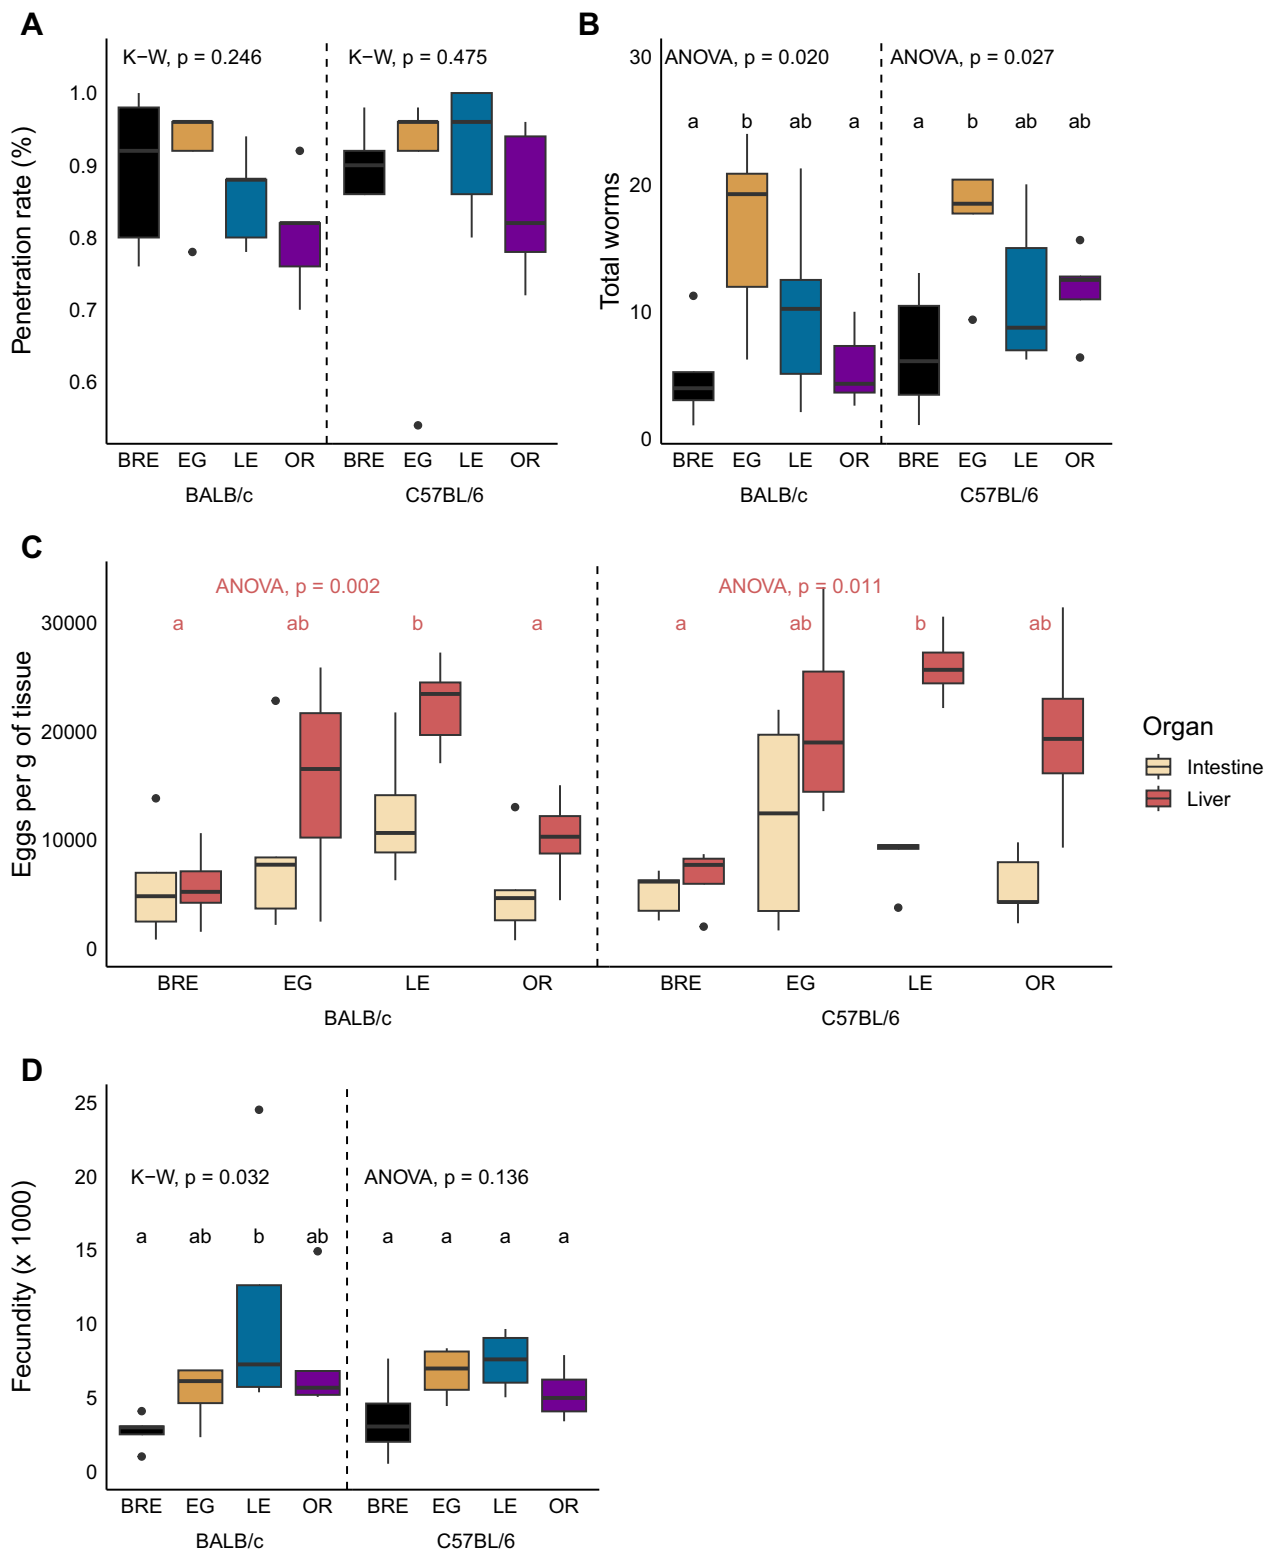 A
K−W, p = 0.246
K−W, p = 0.475
Penetration rate (%)
1.0
0.9
0.8
0.7
0.6
BRE EG LE OR BRE EG LE OR
BALB/c C57BL/6
B
ANOVA, p = 0.020
ANOVA, p = 0.027
Total worms
30
20
10
0
a b ab a a b ab ab
BRE EG LE OR BRE EG LE OR
BALB/c C57BL/6
C
ANOVA, p = 0.002
ANOVA, p = 0.011
a ab b a a ab b ab
Eggs per g of tissue
30000
20000
10000
0
BRE EG LE OR BRE EG LE OR
BALB/c C57BL/6
Organ
Intestine
Liver
D
K−W, p = 0.032
ANOVA, p = 0.136
a ab b ab a a a a
Fecundity (x 1000)
25
20
15
10
5
0
BRE EG LE OR BRE EG LE OR
BALB/c C57BL/6